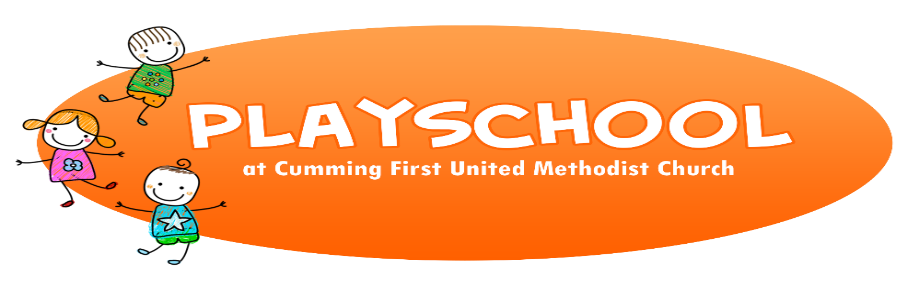 PLAYSCHOOL
at Cumming First United Methodist Church